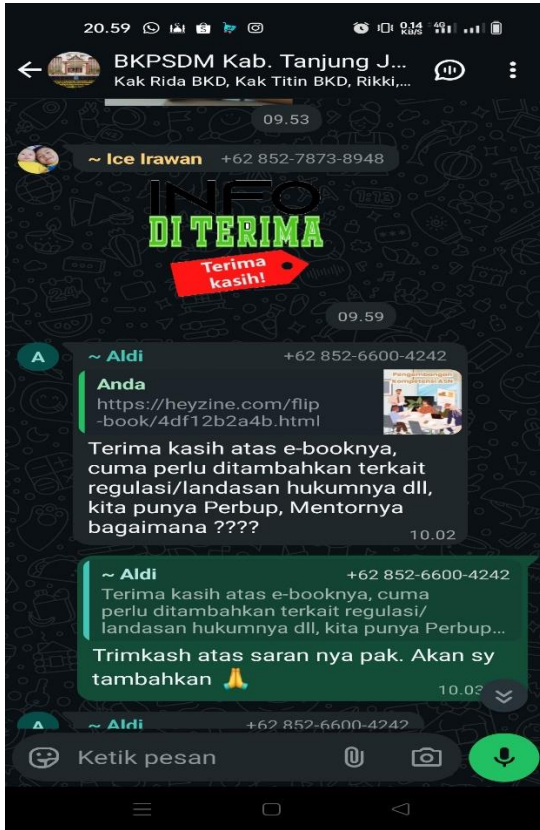 20.59
0.14 KB/S 4G
BKPSDM Kab. Tanjung J...
Kak Rida BKD, Kak Titin BKD, Rikki,...
09.53
~ Ice Irawan +62 852-7873-8948
INFO
DI TERIMA
Terima
kasih!
09.59
A ~ Aldi +62 852-6600-4242
Anda
https://heyzine.com/flip
-book/4df12b2a4b.html
Pengembangan
Kompetensi ASN
Terima kasih atas e-booknya,
cuma perlu ditambahkan terkait
regulasi/landasan hukumnya dll,
kita punya Perbup, Mentornya
bagaimana ????
10.02
~ Aldi +62 852-6600-4242
Terima kasih atas e-booknya, cuma
perlu ditambahkan terkait regulasi/
landasan hukumnya dll, kita punya Perbup...
Trimkash atas saran nya pak. Akan sy
tambahkan 🙏
10.03
A ~ Aldi +62 852-6600-4242
Ketik pesan